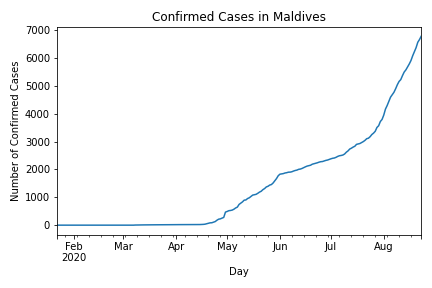 Confirmed Cases in Maldives
Number of Confirmed Cases
7000
6000
5000
4000
3000
2000
1000
0
Feb Mar Apr May Jun Jul Aug
2020
Day